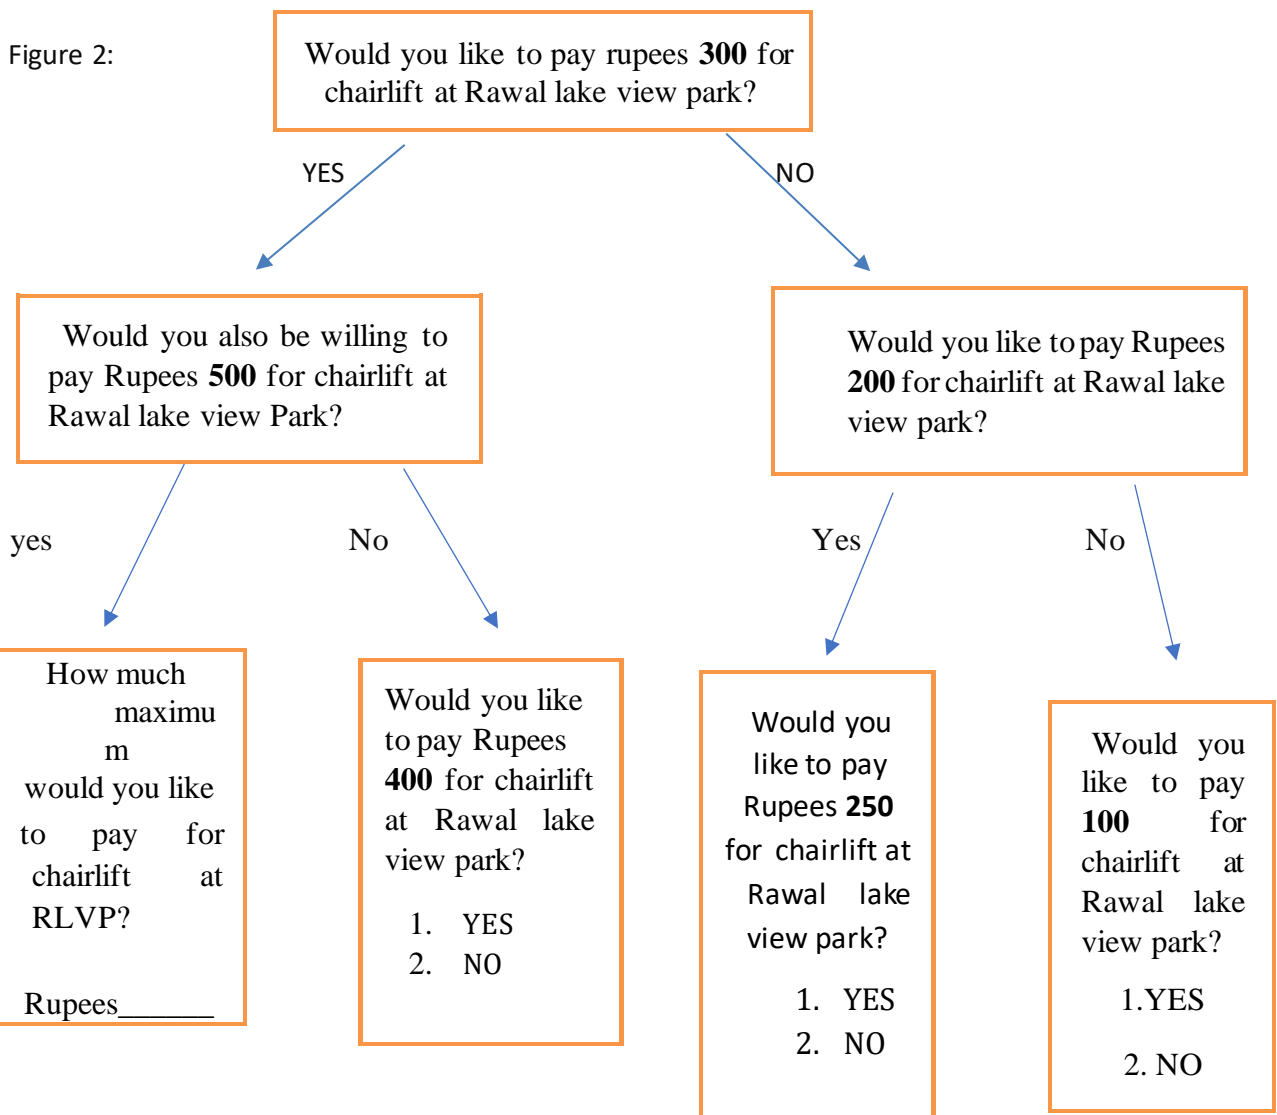 Figure 2:
Would you like to pay rupees 300 for
chairlift at Rawal lake view park?
YES
NO
Would you also be willing to
pay Rupees 500 for chairlift at
Rawal lake view Park?
Would you like to pay Rupees
200 for chairlift at Rawal lake
view park?
yes
No
Yes
No
How much
maximu
m
would you like
to pay for
chairlift at
RLVP?
Rupees______
Would you like
to pay Rupees
400 for chairlift
at Rawal lake
view park?
1. YES
2. NO
Would you
like to pay
Rupees 250
for chairlift at
Rawal lake
view park?
1. YES
2. NO
Would you
like to pay
100 for
chairlift at
Rawal lake
view park?
1.YES
2. NO